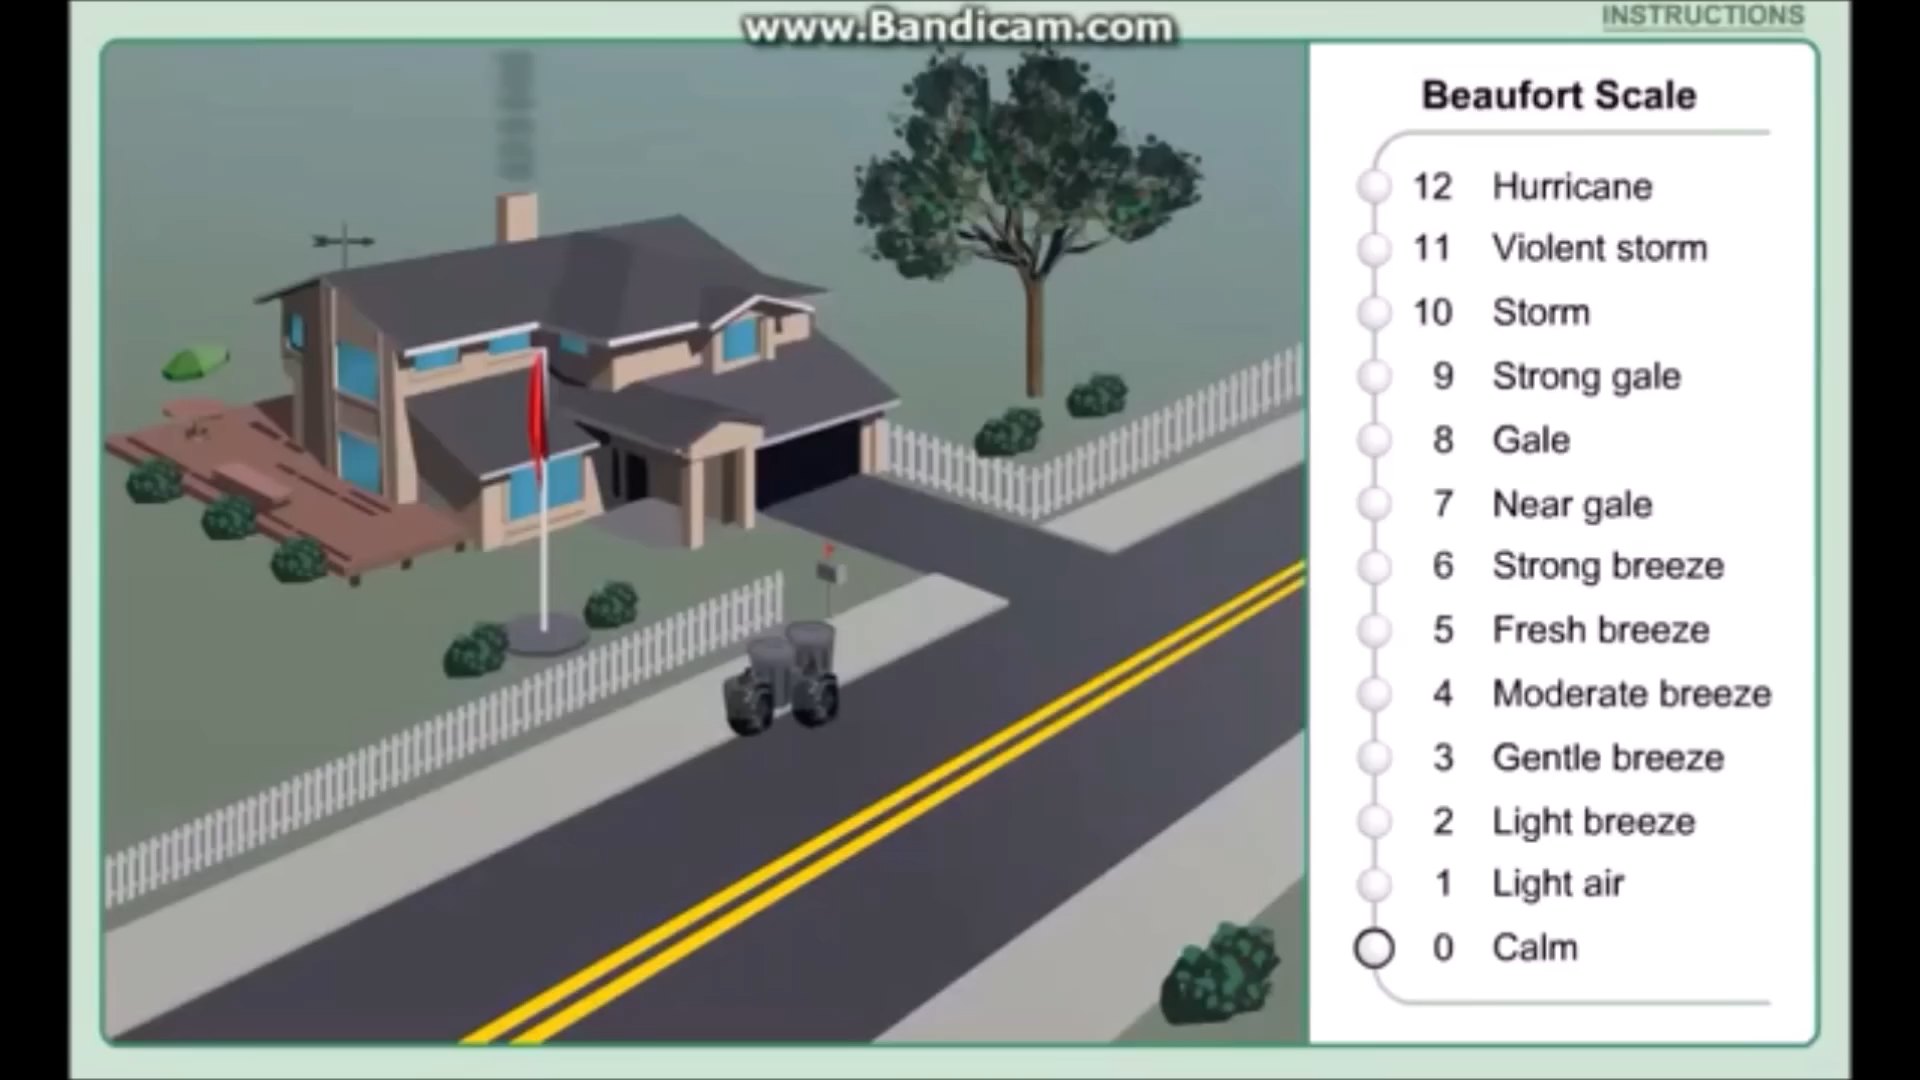 www.Bandicam.com
INSTRUCTIONS
Beaufort Scale
12 Hurricane
11 Violent storm
10 Storm
9 Strong gale
8 Gale
7 Near gale
6 Strong breeze
5 Fresh breeze
4 Moderate breeze
3 Gentle breeze
2 Light breeze
1 Light air
0 Calm